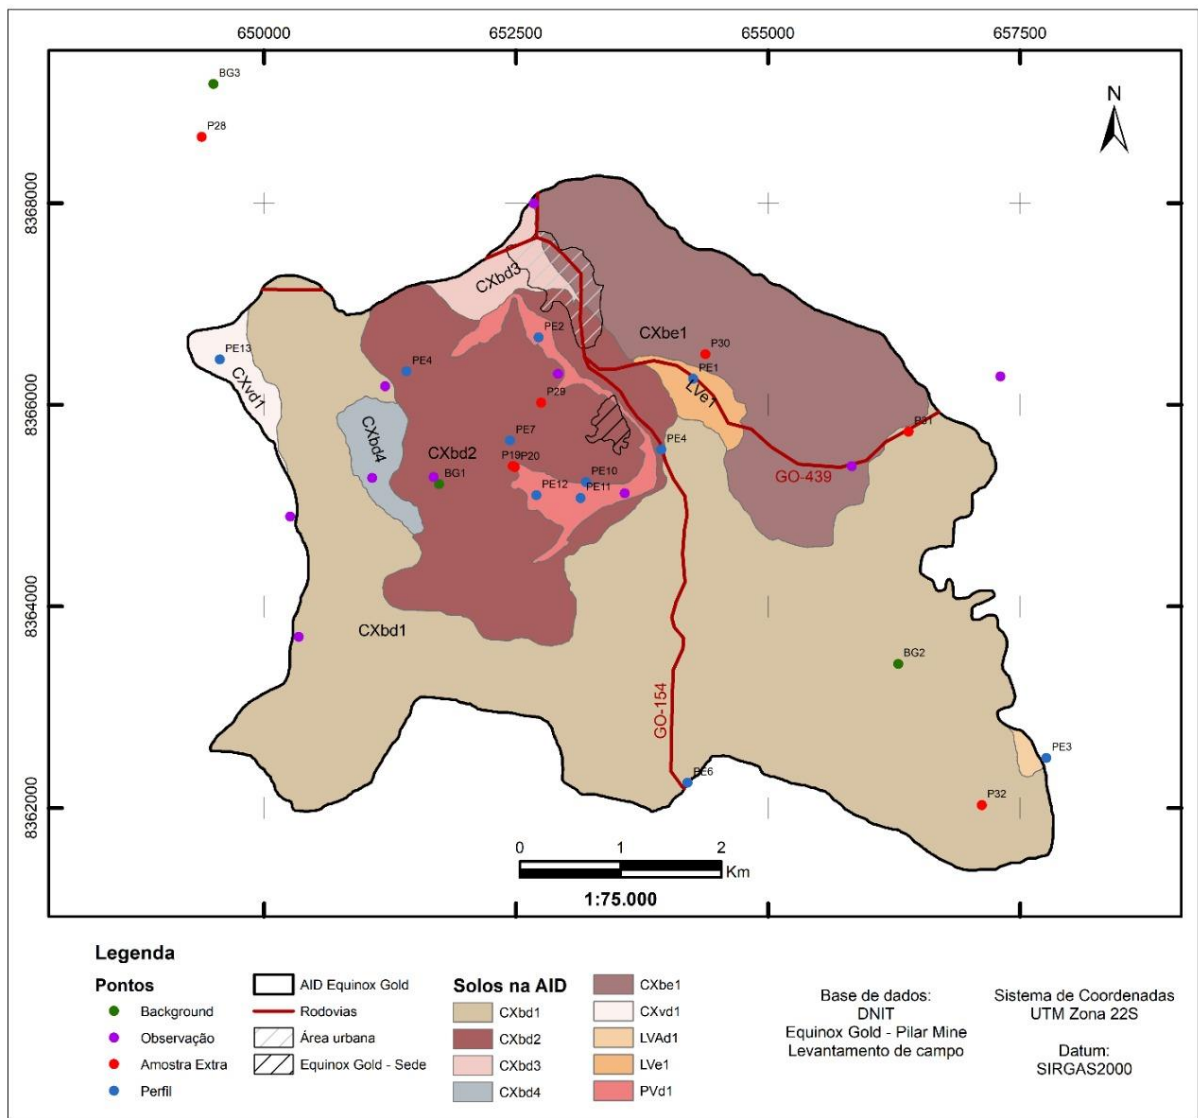 650000
652500
655000
657500
BG3
P28
N
8368000
CXbd3
PE2
CXbe1
P30
PE13
PE4
PE1
CXvd1
LVe1
8366000
P29
P31
CXbd4
PE7
PE4
CXbd2
P19
P20
BG1
PE10
GO-439
PE12
PE11
8364000
CXbd1
BG2
GO-154
PE3
PE6
8362000
P32
0 1 2
Km
1:75.000
Legenda
Pontos
Background
Observação
Amostra Extra
Perfil
AID Equinox Gold
Rodovias
Área urbana
Equinox Gold - Sede
Solos na AID
CXbd1
CXbd2
CXbd3
CXbd4
CXbe1
CXvd1
LVAd1
LVe1
PVd1
Base de dados:
DNIT
Equinox Gold - Pilar Mine
Levantamento de campo
Sistema de Coordenadas
UTM Zona 22S
Datum:
SIRGAS2000